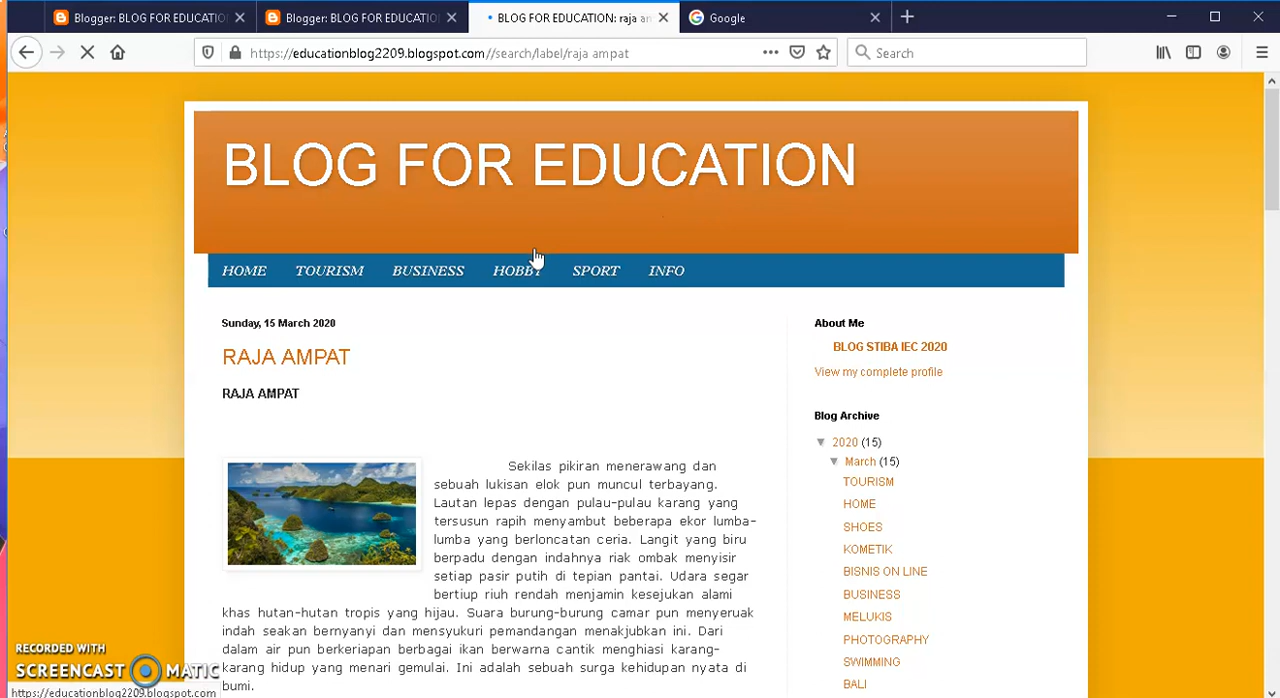 Blogger: BLOG FOR EDUCATIO
Blogger: BLOG FOR EDUCATIO
BLOG FOR EDUCATION: raja an
Google
https://educationblog2209.blogspot.com//search/label/raja ampat
Search
BLOG FOR EDUCATION
HOME TOURISM BUSINESS HOBBY SPORT INFO
Sunday, 15 March 2020
RAJA AMPAT
RAJA AMPAT
Sekilas pikiran menerawang dan
sebuah lukisan elok pun muncul terbayang.
Lautan lepas dengan pulau-pulau karang yang
tersusun rapih menyambut beberapa ekor lumba-
lumba yang berloncatan ceria. Langit yang biru
berpadu dengan indahnya riak ombak menyisir
setiap pasir putih di tepian pantai. Udara segar
bertiup riuh rendah menjamin kesejukan alami
khas hutan-hutan tropis yang hijau. Suara burung-burung camar pun menyeruak
indah seakan bernyanyi dan mensyukuri pemandangan menakjubkan ini. Dari
dalam air pun berkeriapan berbagai ikan berwarna cantik menghiasi karang-
karang hidup yang menari gemulai. Ini adalah sebuah surga kehidupan nyata di
bumi.
About Me
BLOG STIBA IEC 2020
View my complete profile
Blog Archive
▼ 2020 (15)
▼ March (15)
TOURISM
HOME
SHOES
KOMETIK
BISNIS ON LINE
BUSINESS
MELUKIS
PHOTOGRAPHY
SWIMMING
BALI
RECORDED WITH
SCREENCAST MATIC
https://educationblog2209.blogspot.com